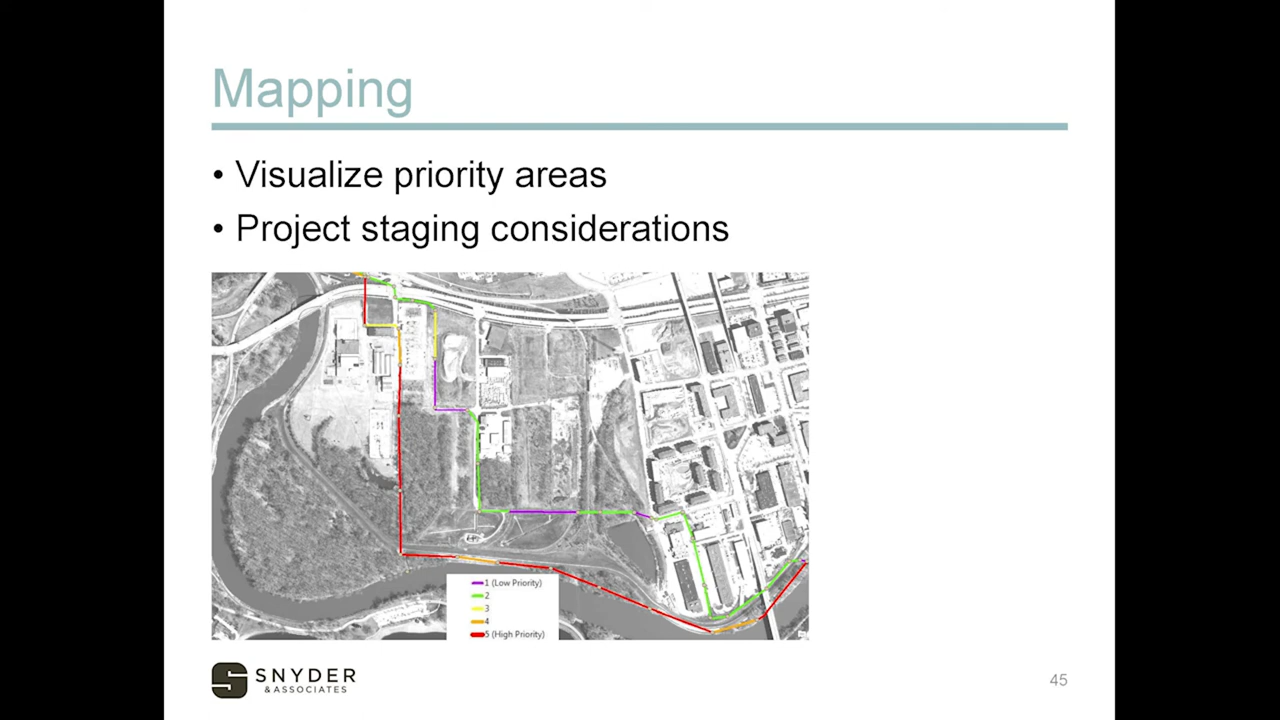 Mapping
• Visualize priority areas
• Project staging considerations
1 (Low Priority)
2
3
4
5 (High Priority)
SNYDER
& ASSOCIATES
45